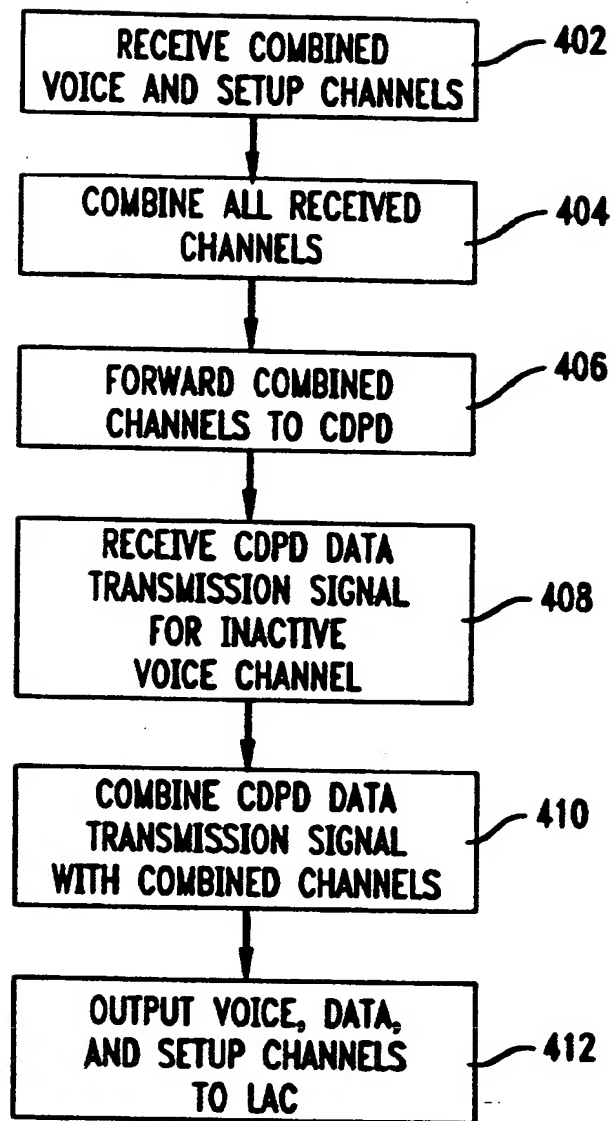 RECEIVE COMBINED
VOICE AND SETUP CHANNELS
402
COMBINE ALL RECEIVED
CHANNELS
404
FORWARD COMBINED
CHANNELS TO CDPD
406
RECEIVE CDPD DATA
TRANSMISSION SIGNAL
FOR INACTIVE
VOICE CHANNEL
408
COMBINE CDPD DATA
TRANSMISSION SIGNAL
WITH COMBINED CHANNELS
410
OUTPUT VOICE, DATA,
AND SETUP CHANNELS
TO LAC
412